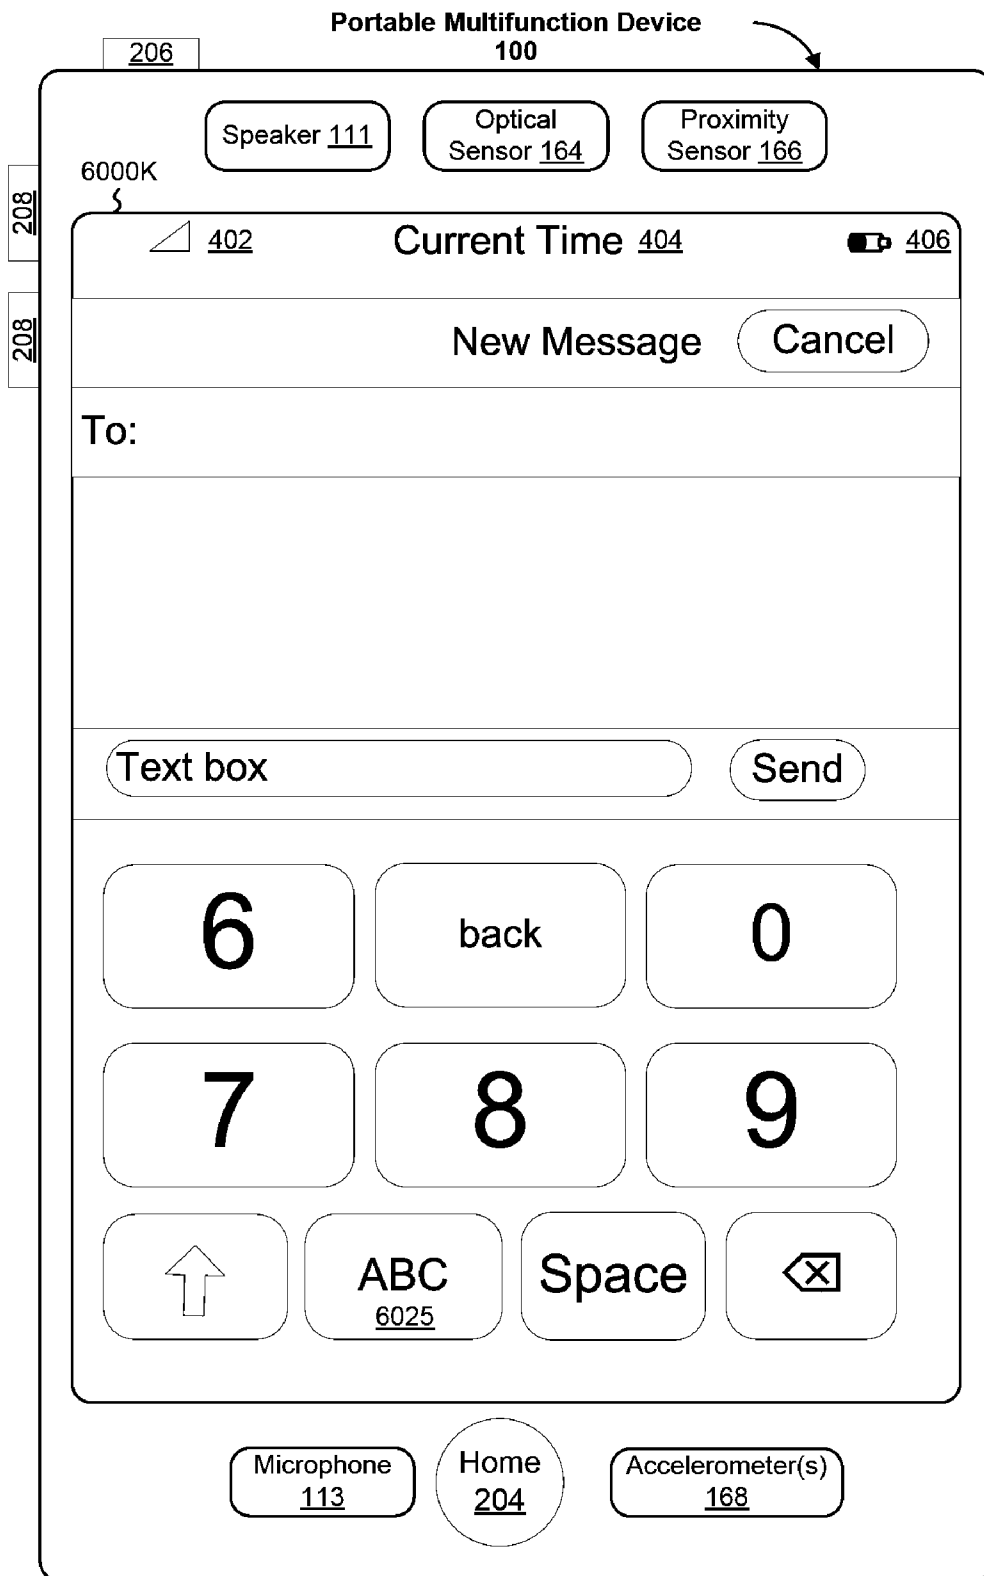 Portable Multifunction Device
100
206
Speaker 111
Optical
Sensor 164
Proximity
Sensor 166
6000K
208
402
Current Time 404
406
208
New Message
Cancel
To:
Text box
Send
6
back
0
7
8
9
ABC
6025
Space
Microphone
113
Home
204
Accelerometer(s)
168